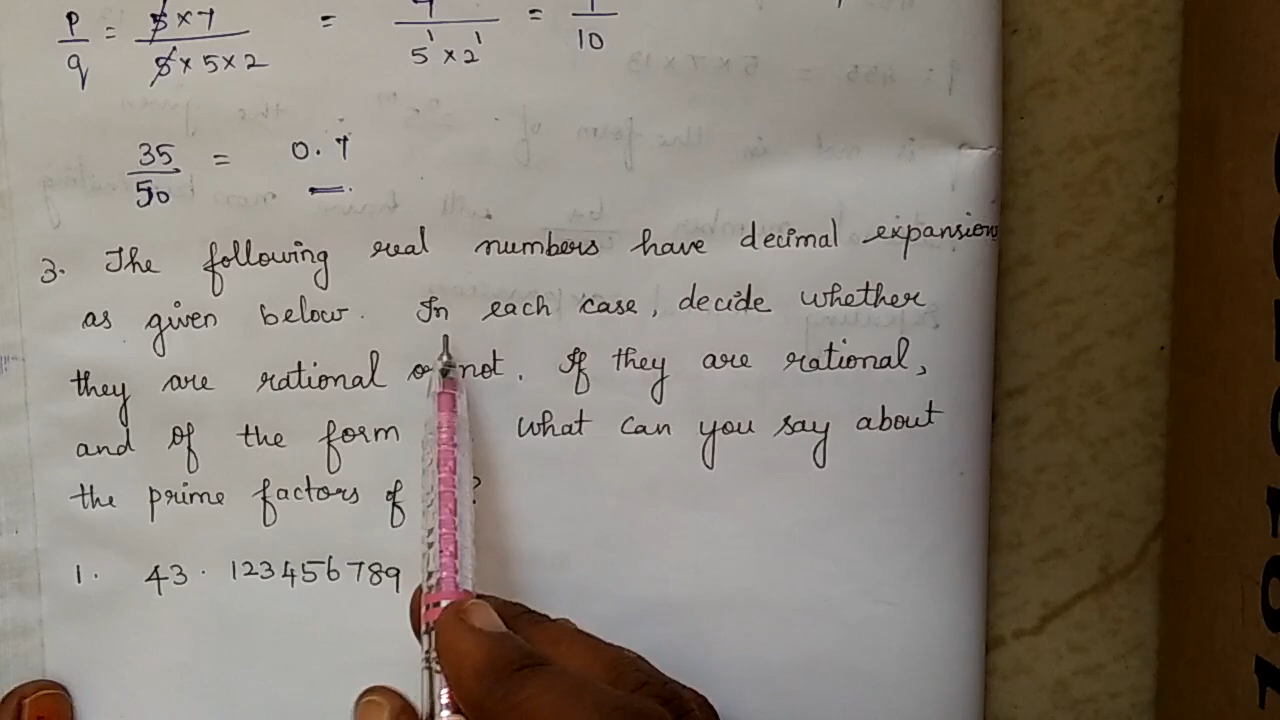 p/q = 5 x 7 / 5 x 5 x 2 = 7 / 5¹ x 2¹ = 7 / 10
35/50 = 0.7
3. The following real numbers have decimal expansion
as given below. In each case, decide whether
they are rational or not. If they are rational,
and of the form what can you say about
the prime factors of ?
1. 43.123456789